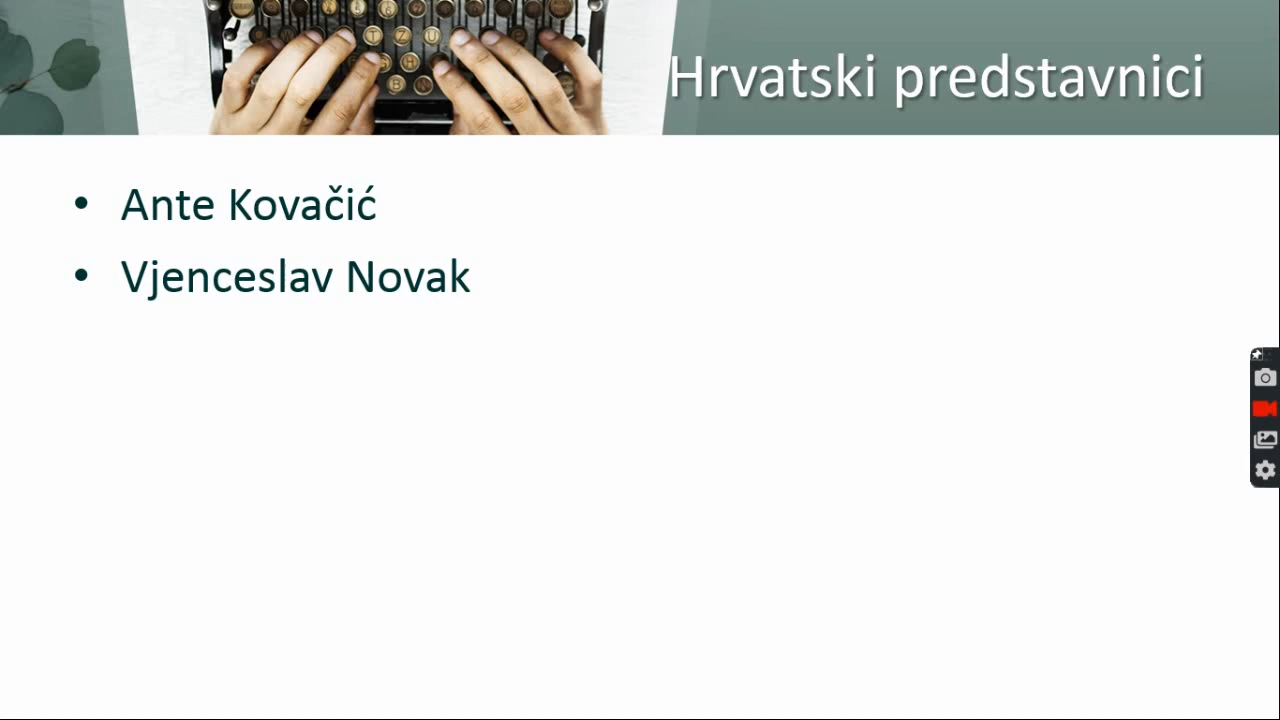 Hrvatski predstavnici
• Ante Kovačić
• Vjenceslav Novak